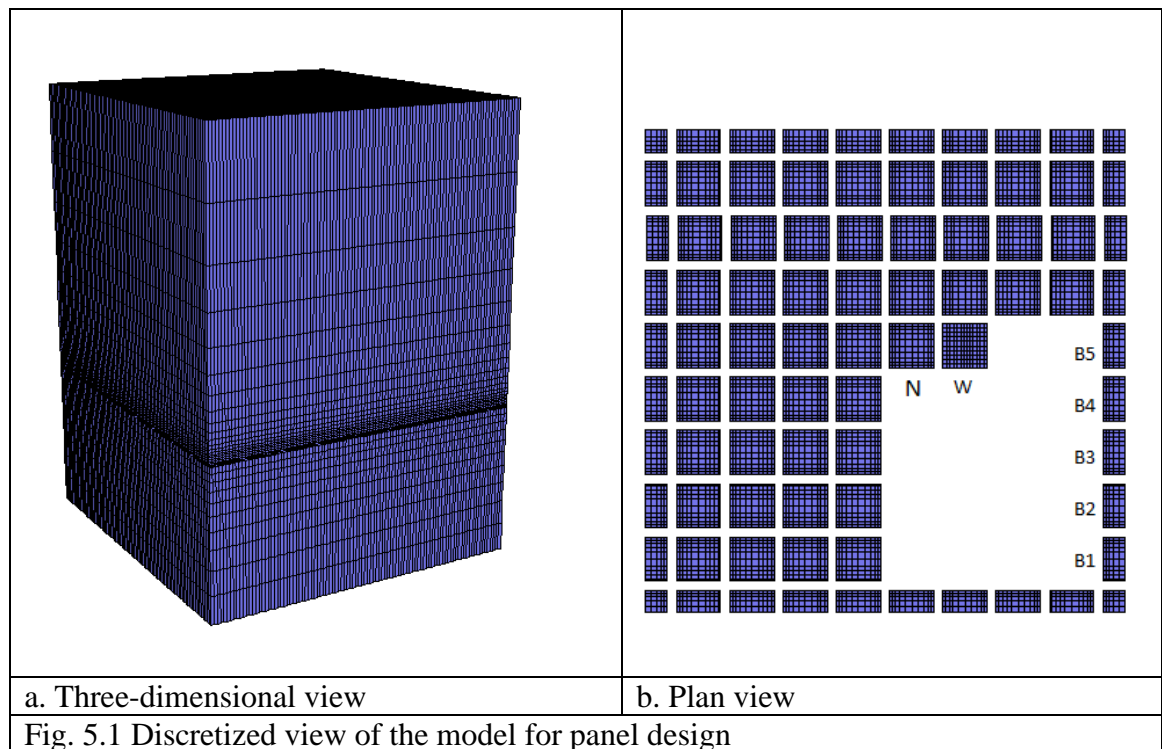 B5
N W
B4
B3
B2
B1
a. Three-dimensional view
b. Plan view
Fig. 5.1 Discretized view of the model for panel design